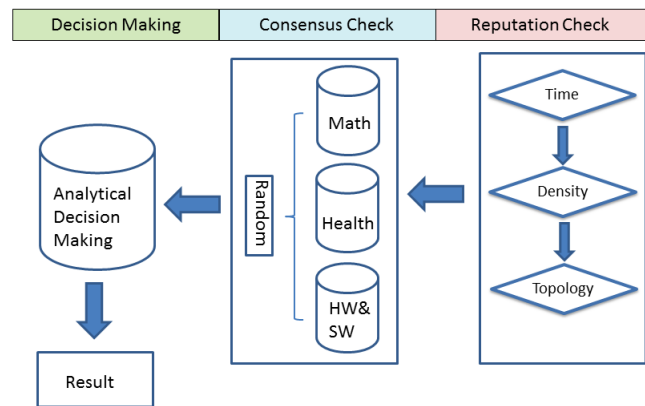 Decision Making
Consensus Check
Reputation Check
Analytical
Decision
Making
Result
Random
Math
Health
HW&
SW
Time
Density
Topology